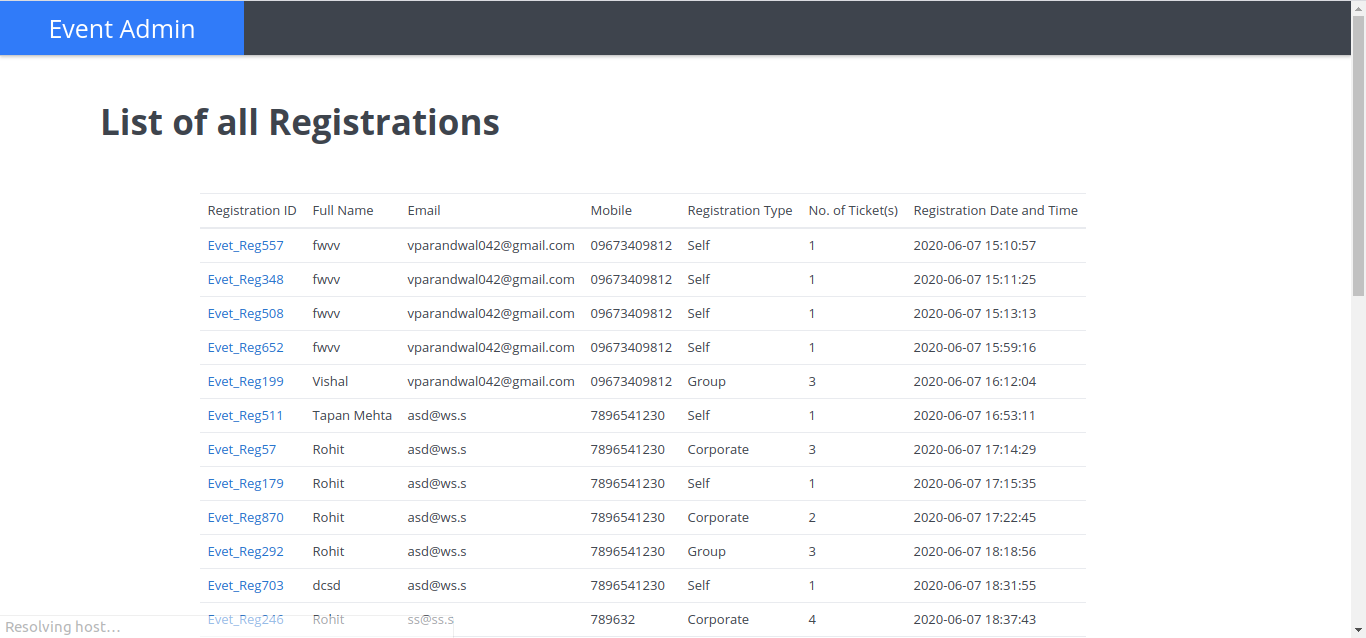 Event Admin
List of all Registrations
Registration ID Full Name Email Mobile Registration Type No. of Ticket(s) Registration Date and Time
Evet_Reg557 fwvv vparandwal042@gmail.com 09673409812 Self 1 2020-06-07 15:10:57
Evet_Reg348 fwvv vparandwal042@gmail.com 09673409812 Self 1 2020-06-07 15:11:25
Evet_Reg508 fwvv vparandwal042@gmail.com 09673409812 Self 1 2020-06-07 15:13:13
Evet_Reg652 fwvv vparandwal042@gmail.com 09673409812 Self 1 2020-06-07 15:59:16
Evet_Reg199 Vishal vparandwal042@gmail.com 09673409812 Group 3 2020-06-07 16:12:04
Evet_Reg511 Tapan Mehta asd@ws.s 7896541230 Self 1 2020-06-07 16:53:11
Evet_Reg57 Rohit asd@ws.s 7896541230 Corporate 3 2020-06-07 17:14:29
Evet_Reg179 Rohit asd@ws.s 7896541230 Self 1 2020-06-07 17:15:35
Evet_Reg870 Rohit asd@ws.s 7896541230 Corporate 2 2020-06-07 17:22:45
Evet_Reg292 Rohit asd@ws.s 7896541230 Group 3 2020-06-07 18:18:56
Evet_Reg703 dcsd asd@ws.s 7896541230 Self 1 2020-06-07 18:31:55
Evet_Reg246 Rohit ss@ss.s 789632 Corporate 4 2020-06-07 18:37:43
Resolving host...